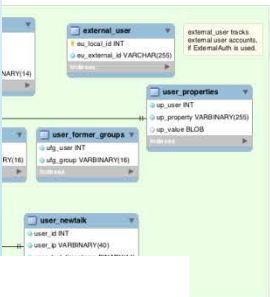 external_user
eu_local_id INT
eu_external_id VARCHAR(255)
Indexes
external_user tracks
external user accounts,
if ExternalAuth is used.
NARY(14)
user_properties
up_user INT
up_property VARBINARY(255)
up_value BLOB
Indexes
user_former_groups
ufg_user INT
ufg_group VARBINARY(16)
Indexes
RY(16)
user_newtalk
user_id INT
user_ip VARBINARY(40)